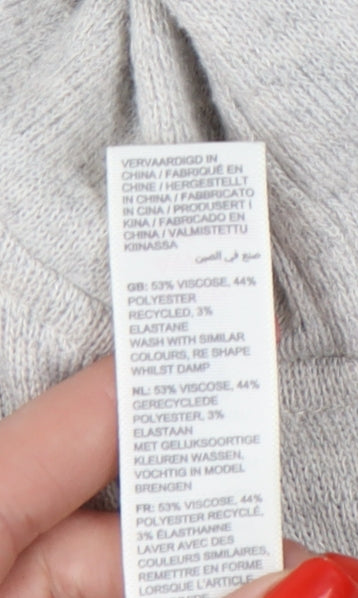 VERVAARDIGD IN
CHINA / FABRIQUÉ EN
CHINE / HERGESTELLT
IN CHINA / FABBRICATO
IN CINA / PRODUSERT I
KINA / FABRICADO EN
CHINA / VALMISTETTU
KIINASSA
صنع في الصين
GB: 53% VISCOSE, 44%
POLYESTER
RECYCLED, 3%
ELASTANE
WASH WITH SIMILAR
COLOURS, RE SHAPE
WHILST DAMP
NL: 53% VISCOSE, 44%
GERECYCLEDE
POLYESTER, 3%
ELASTAAN
MET GELIJKSOORTIGE
KLEUREN WASSEN,
VOCHTIG IN MODEL
BRENGEN
FR: 53% VISCOSE, 44%
POLYESTER RECYCLÉ,
3% ÉLASTHANNE
LAVER AVEC DES
COULEURS SIMILAIRES,
REMETTRE EN FORME
LORSQUE L'ARTICLE